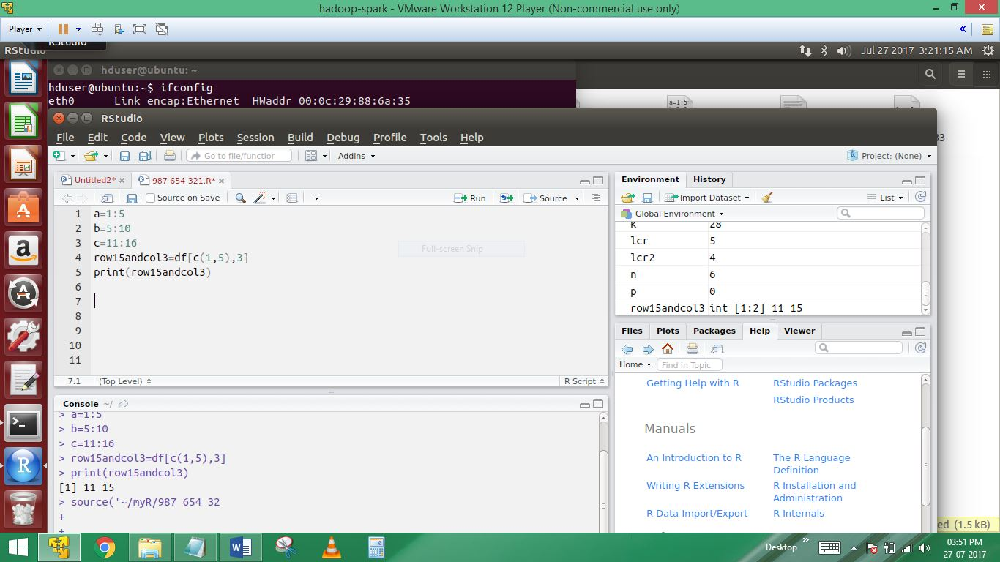 hadoop-spark - VMware Workstation 12 Player (Non-commercial use only)
Player
RStudio
RStudio
Jul 27 2017 3:21:15 AM
hduser@ubuntu: ~
hduser@ubuntu:~$ ifconfig
eth0 Link encap:Ethernet HWaddr 00:0c:29:88:6a:35
a=1:5
RStudio
File Edit Code View Plots Session Build Debug Profile Tools Help
Go to file/function Addins Project: (None)
Untitled2* 987 654 321.R*
Source on Save Run Source
1 a=1:5
2 b=5:10
3 c=11:16
4 row15andcol3=df[c(1,5),3]
5 print(row15andcol3)
6
7
8
9
10
11
Full-screen Snip
7:1 (Top Level) R Script
Console ~/
> a=1:5
> b=5:10
> c=11:16
> row15andcol3=df[c(1,5),3]
> print(row15andcol3)
[1] 11 15
> source('~/myR/987 654 32
+
+
Environment History
Import Dataset List
Global Environment
k 28
lcr 5
lcr2 4
n 6
p 0
row15andcol3 int [1:2] 11 15
Files Plots Packages Help Viewer
Home Find in Topic
Getting Help with R RStudio Packages
RStudio Products
Manuals
An Introduction to R The R Language
Definition
Writing R Extensions R Installation and
Administration
R Data Import/Export R Internals
ed (1.5 kB)
Desktop
03:51 PM
27-07-2017